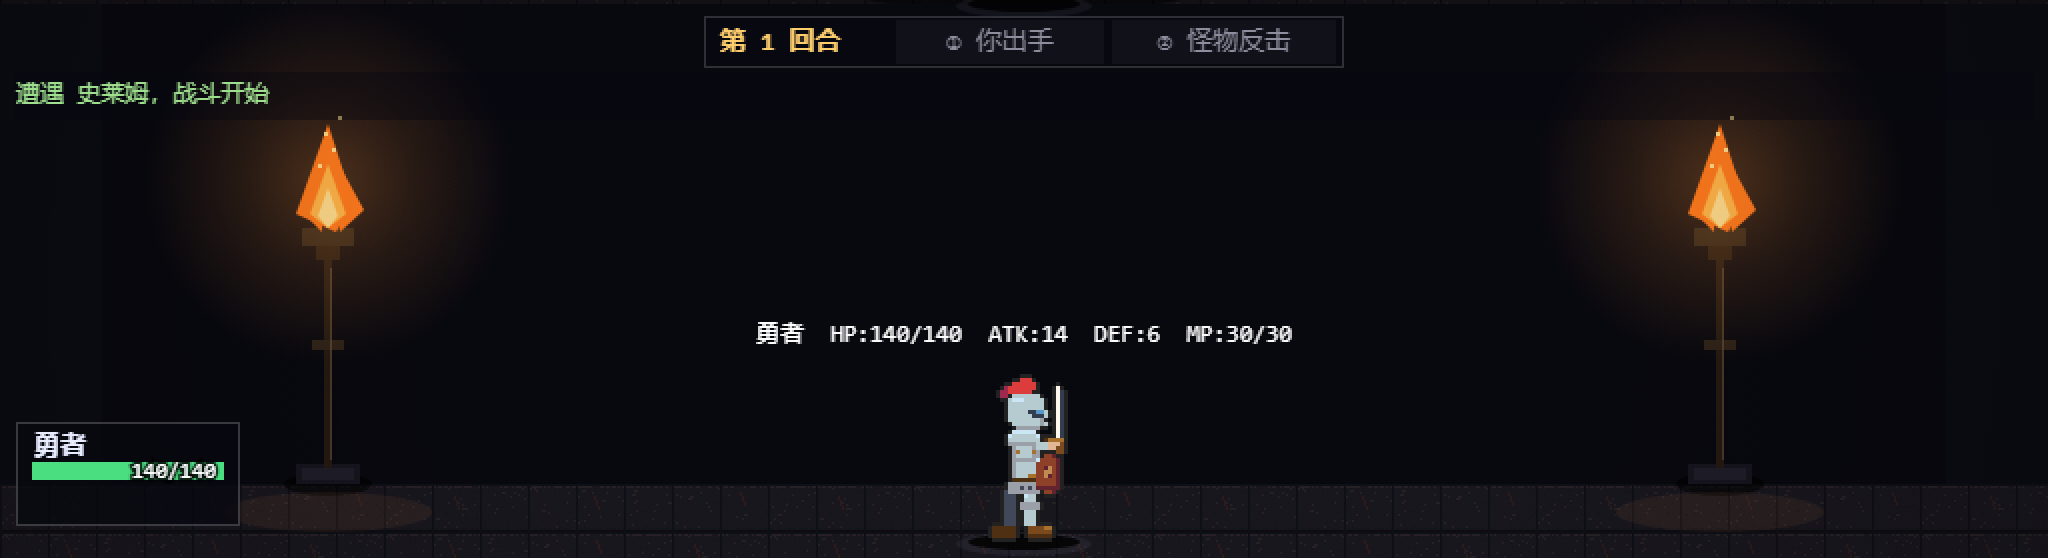 第 1 回合 ① 你出手 ② 怪物反击
遭遇 史莱姆, 战斗开始
勇者 HP:140/140 ATK:14 DEF:6 MP:30/30
勇者
140/140